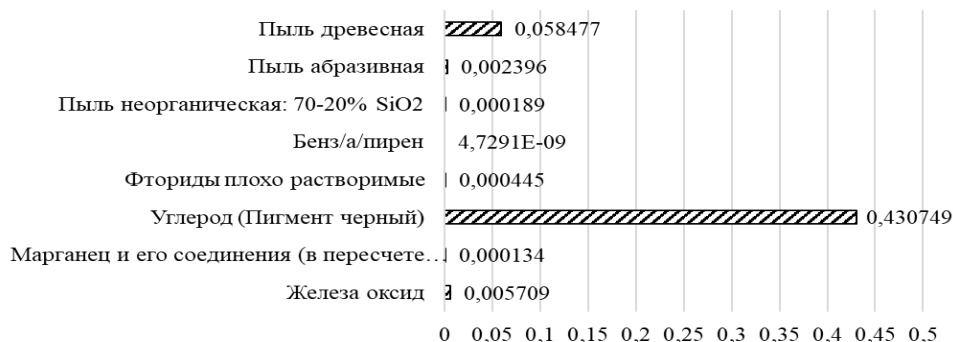 Пыль древесная 0,058477
Пыль абразивная 0,002396
Пыль неорганическая: 70-20% SiO2 0,000189
Бенз/а/пирен 4,7291E-09
Фториды плохо растворимые 0,000445
Углерод (Пигмент черный) 0,430749
Марганец и его соединения (в пересчете… 0,000134
Железа оксид 0,005709
0 0,05 0,1 0,15 0,2 0,25 0,3 0,35 0,4 0,45 0,5